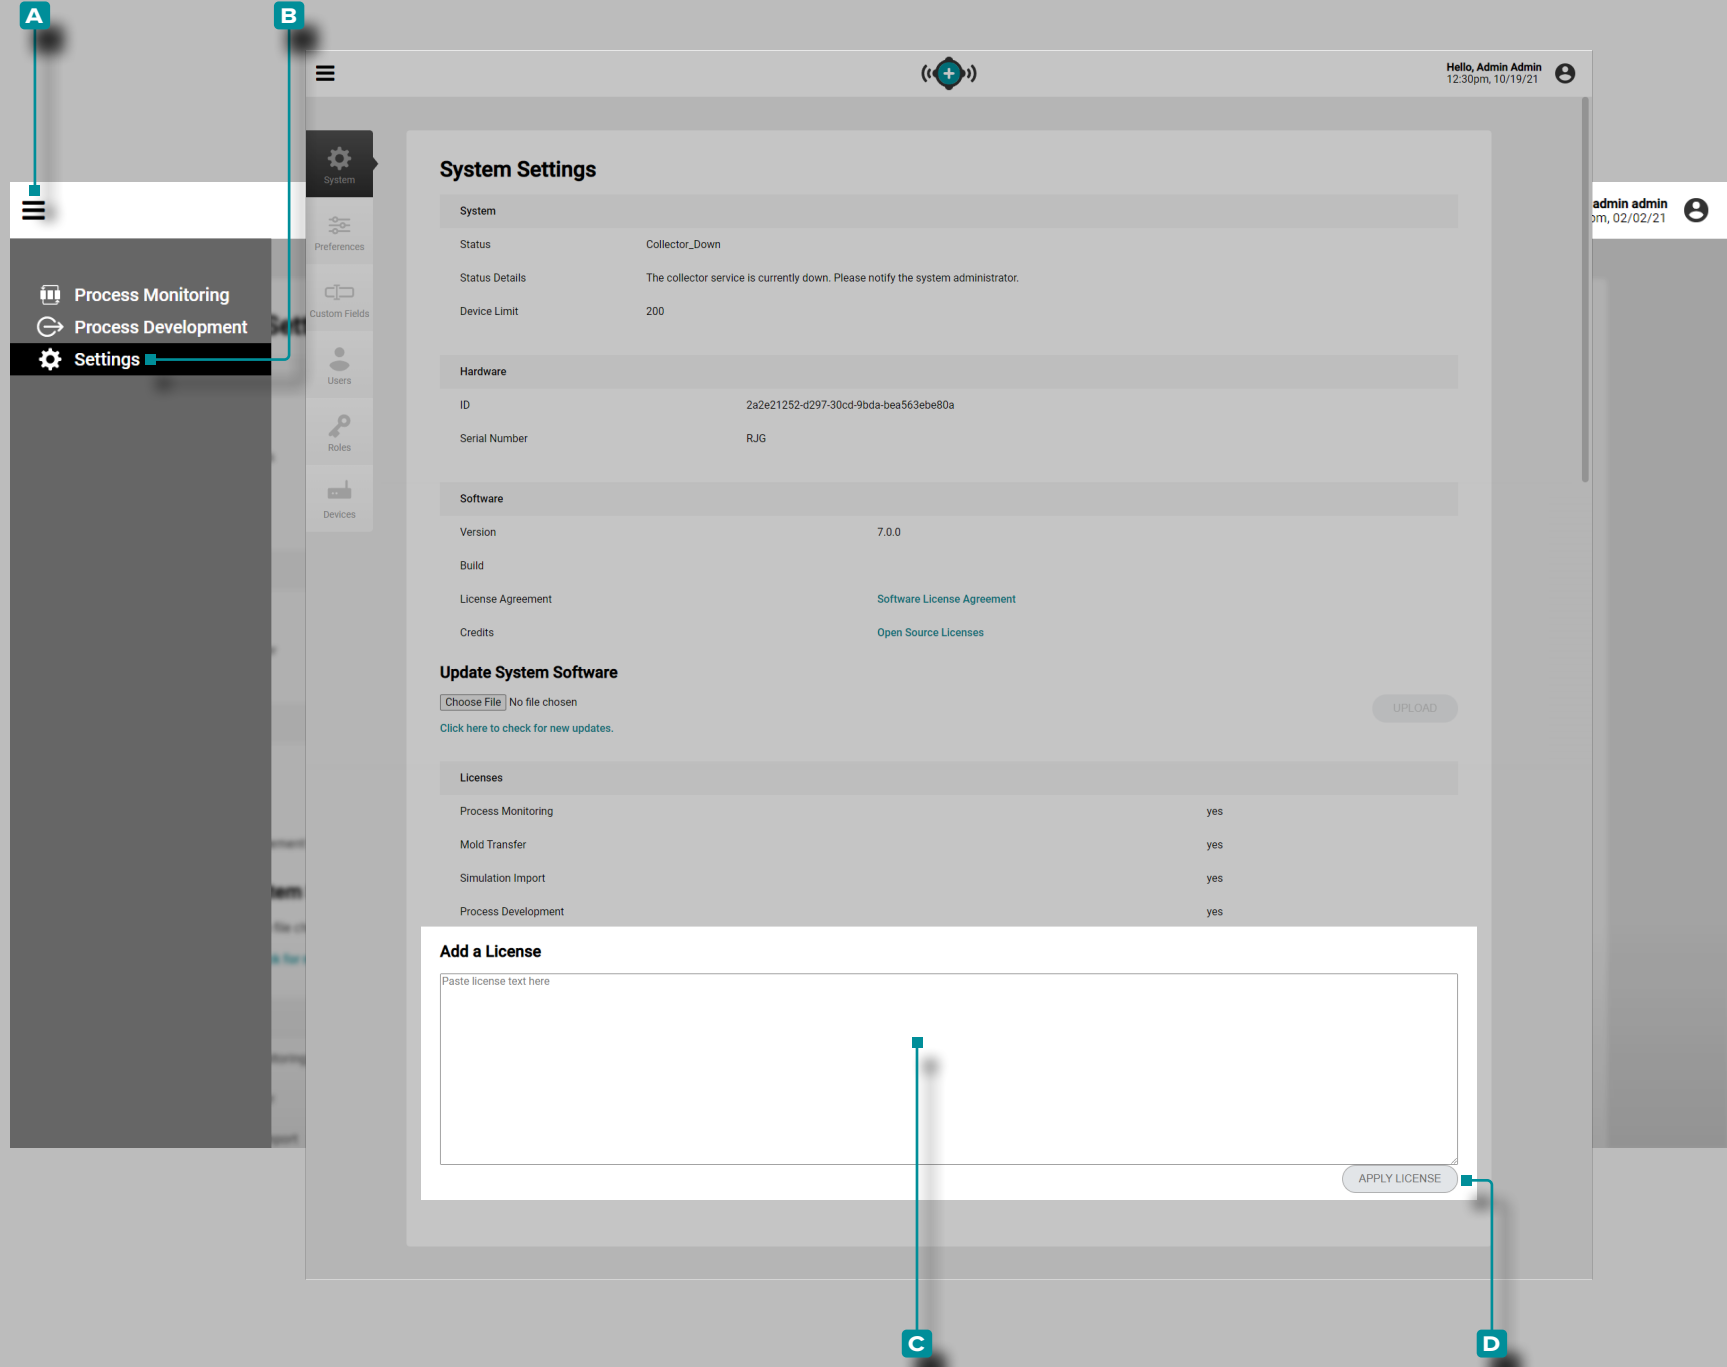 A
B
Hello, Admin Admin
12:30pm, 10/19/21
admin admin
om, 02/02/21
Process Monitoring
Process Development
Settings
System
Preferences
Custom Fields
Users
Roles
Devices
System Settings
System
Status Collector_Down
Status Details The collector service is currently down. Please notify the system administrator.
Device Limit 200
Hardware
ID 2a2e21252-d297-30cd-9bda-bea563ebe80a
Serial Number RJG
Software
Version 7.0.0
Build
License Agreement Software License Agreement
Credits Open Source Licenses
Update System Software
Choose File No file chosen UPLOAD
Click here to check for new updates.
Licenses
Process Monitoring yes
Mold Transfer yes
Simulation Import yes
Process Development yes
Add a License
Paste license text here
APPLY LICENSE
C
D